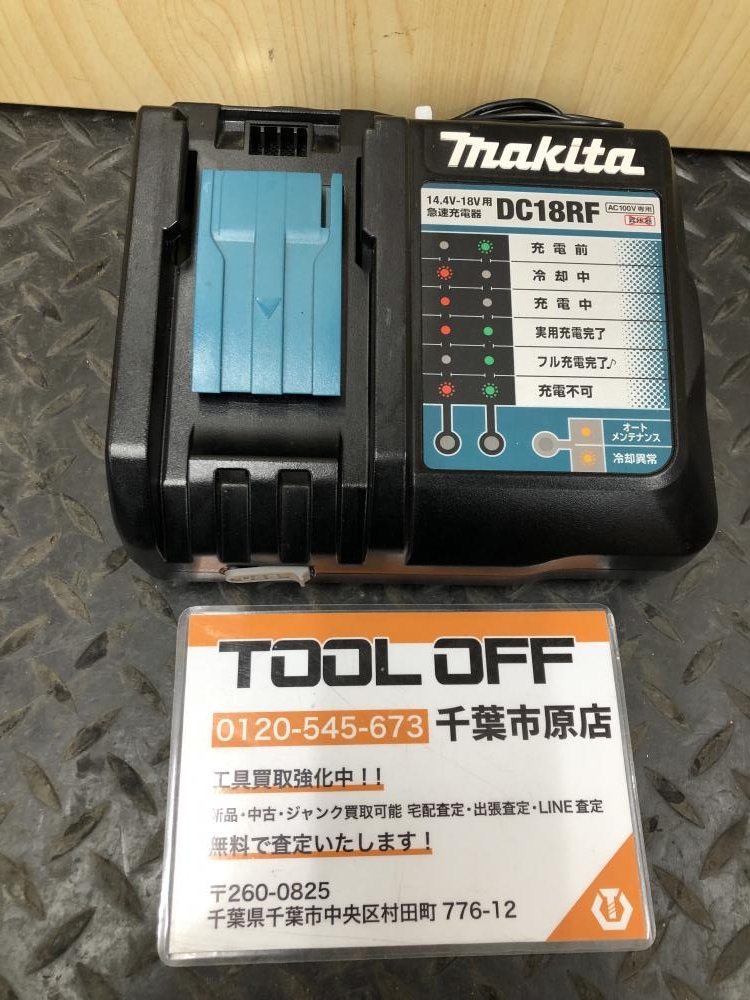 makita
14.4V-18V用
急速充電器
DC18RF
AC100V専用
充電前
冷却中
充電中
実用充電完了
フル充電完了♪
充電不可
オート
メンテナンス
冷却異常
TOOL OFF
0120-545-673 千葉市原店
工具買取強化中!!
新品・中古・ジャンク買取可能 宅配査定・出張査定・LINE査定
無料で査定いたします!
〒260-0825
千葉県千葉市中央区村田町 776-12